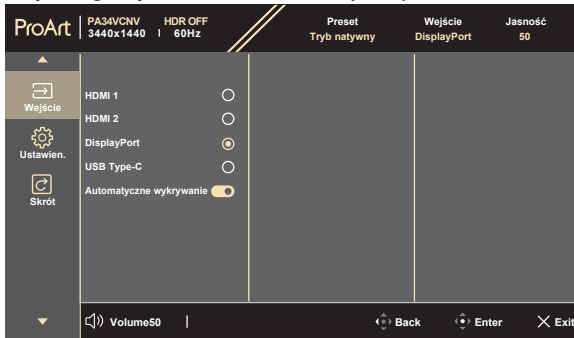 ProArt
PA34VCNV HDR OFF
3440x1440 | 60Hz
Preset
Tryb natywny
Wejście
DisplayPort
Jasność
50
Wejście
Ustawien.
Skrót
HDMI 1
HDMI 2
DisplayPort
USB Type-C
Automatyczne wykrywanie
Volume50 |
Back
Enter
Exit